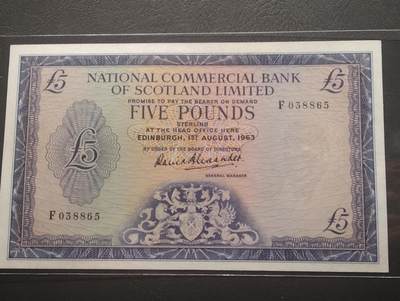 £5
£5
NATIONAL COMMERCIAL BANK
OF SCOTLAND LIMITED
PROMISE TO PAY THE BEARER ON DEMAND
F 038865
FIVE POUNDS
STERLING
AT THE HEAD OFFICE HERE
EDINBURGH, 1ST AUGUST, 1963
BY ORDER OF THE BOARD OF DIRECTORS
£5
David Alexander
GENERAL MANAGER
F 038865
£5